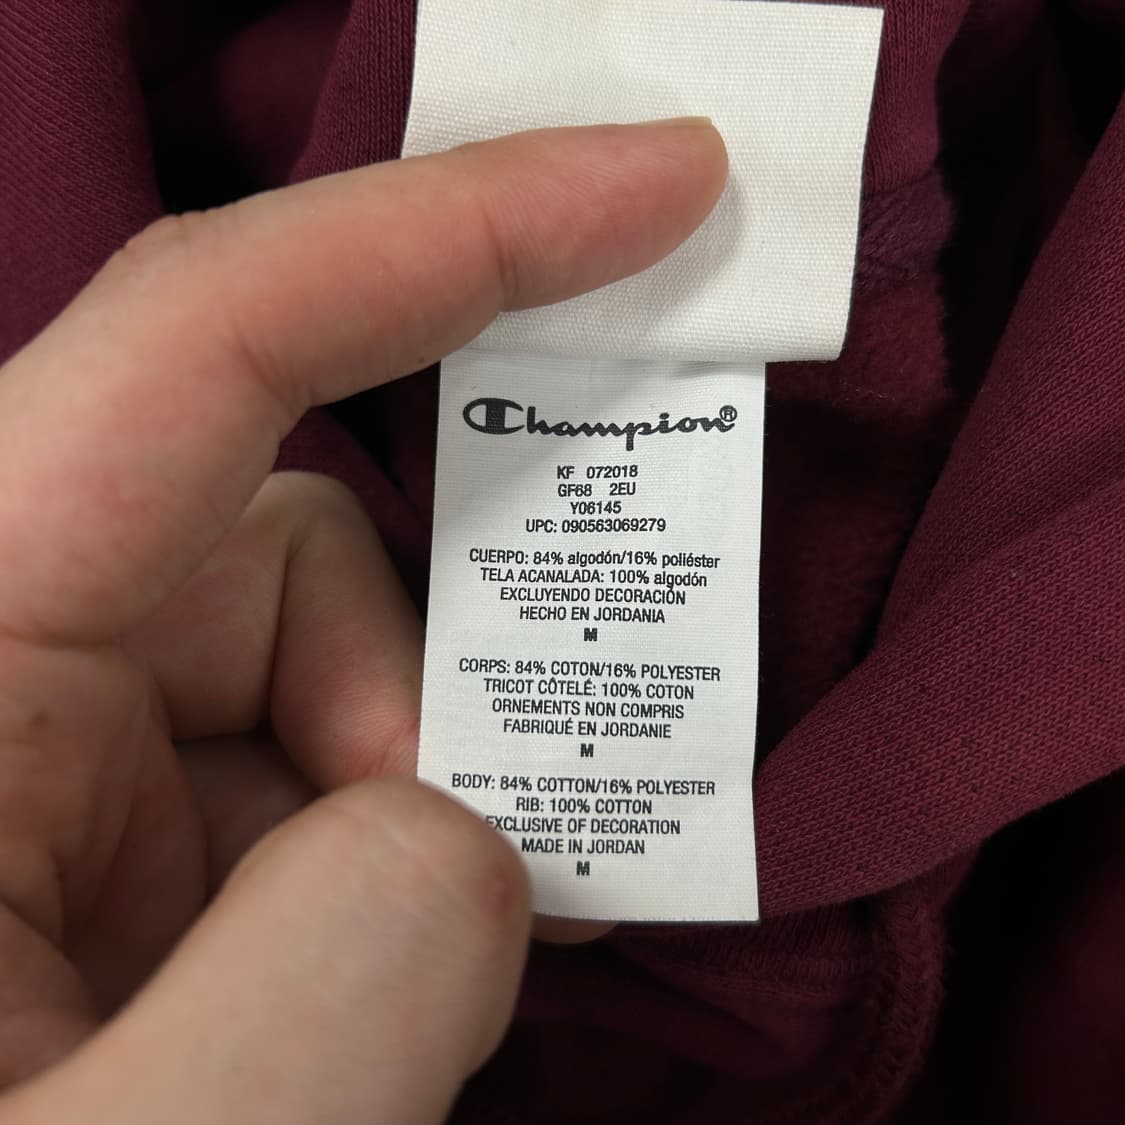 Champion®
KF 072018
GF68 2EU
Y06145
UPC: 090563069279
CUERPO: 84% algodón/16% poliéster
TELA ACANALADA: 100% algodón
EXCLUYENDO DECORACIÓN
HECHO EN JORDANIA
M
CORPS: 84% COTON/16% POLYESTER
TRICOT CÔTELÉ: 100% COTON
ORNEMENTS NON COMPRIS
FABRIQUÉ EN JORDANIE
M
BODY: 84% COTTON/16% POLYESTER
RIB: 100% COTTON
EXCLUSIVE OF DECORATION
MADE IN JORDAN
M